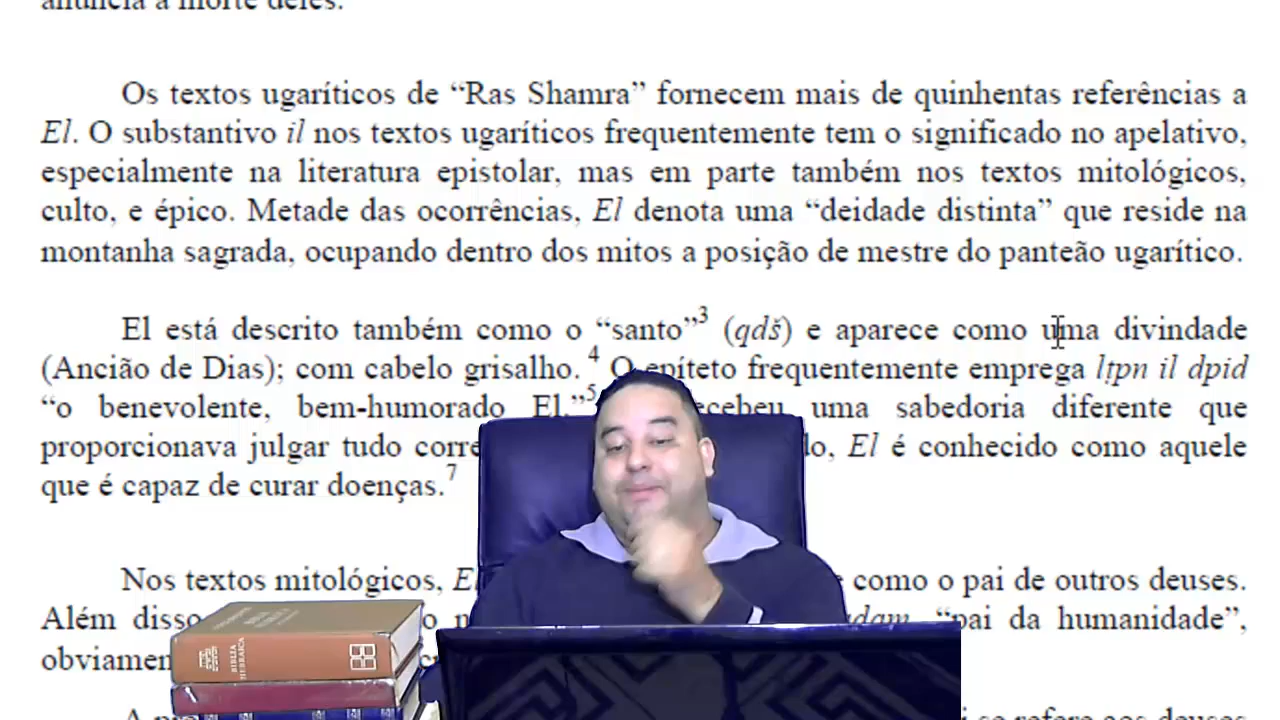 anuncia a morte deles.
Os textos ugaríticos de “Ras Shamra” fornecem mais de quinhentas referências a
El. O substantivo il nos textos ugaríticos frequentemente tem o significado no apelativo,
especialmente na literatura epistolar, mas em parte também nos textos mitológicos,
culto, e épico. Metade das ocorrências, El denota uma “deidade distinta” que reside na
montanha sagrada, ocupando dentro dos mitos a posição de mestre do panteão ugarítico.
El está descrito também como o “santo”3 (qdš) e aparece como uma divindade
(Ancião de Dias); com cabelo grisalho. 4 O epíteto frequentemente emprega lṭpn il dpid
“o benevolente, bem-humorado El.”5 recebeu uma sabedoria diferente que
proporcionava julgar tudo El é conhecido como aquele
que é capaz de curar doenças.7
Nos textos mitológicos, como o pai de outros deuses.
Além disso “pai da humanidade”,
BIBLIA
HEBRAICA
se refere aos deuses